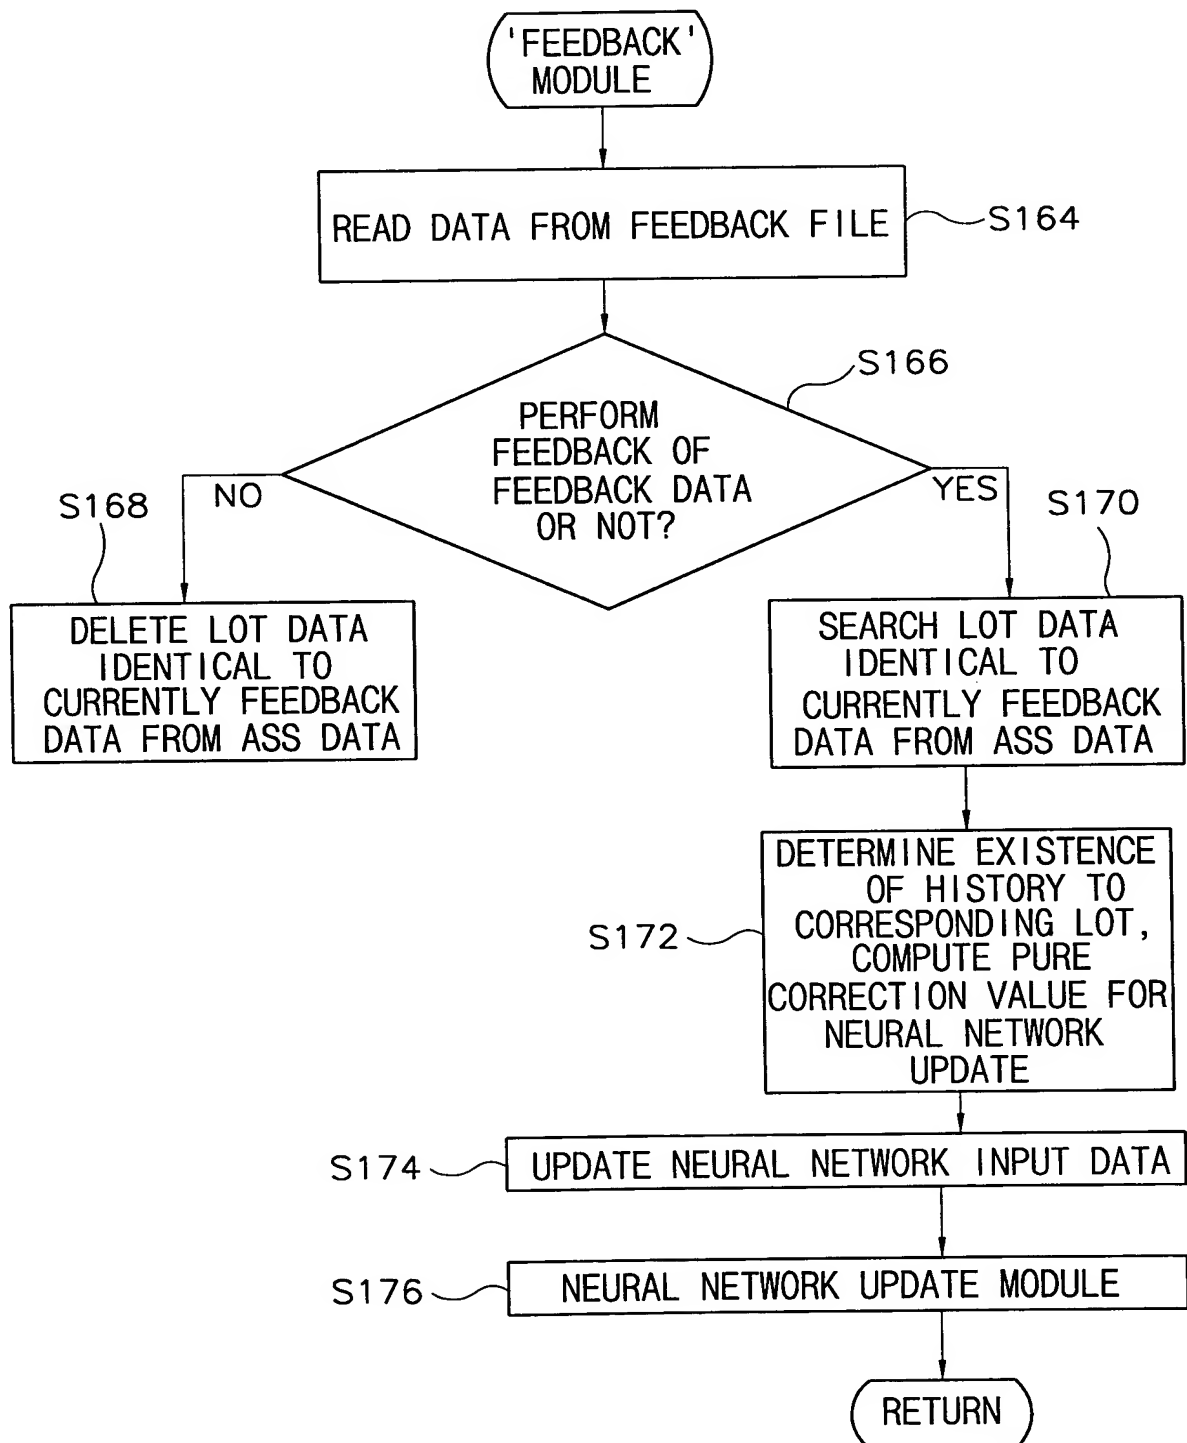 'FEEDBACK'
MODULE
READ DATA FROM FEEDBACK FILE
S164
S166
PERFORM
FEEDBACK OF
FEEDBACK DATA
OR NOT?
NO
YES
S168
S170
DELETE LOT DATA
IDENTICAL TO
CURRENTLY FEEDBACK
DATA FROM ASS DATA
SEARCH LOT DATA
IDENTICAL TO
CURRENTLY FEEDBACK
DATA FROM ASS DATA
S172
DETERMINE EXISTENCE
OF HISTORY TO
CORRESPONDING LOT,
COMPUTE PURE
CORRECTION VALUE FOR
NEURAL NETWORK
UPDATE
S174
UPDATE NEURAL NETWORK INPUT DATA
S176
NEURAL NETWORK UPDATE MODULE
RETURN